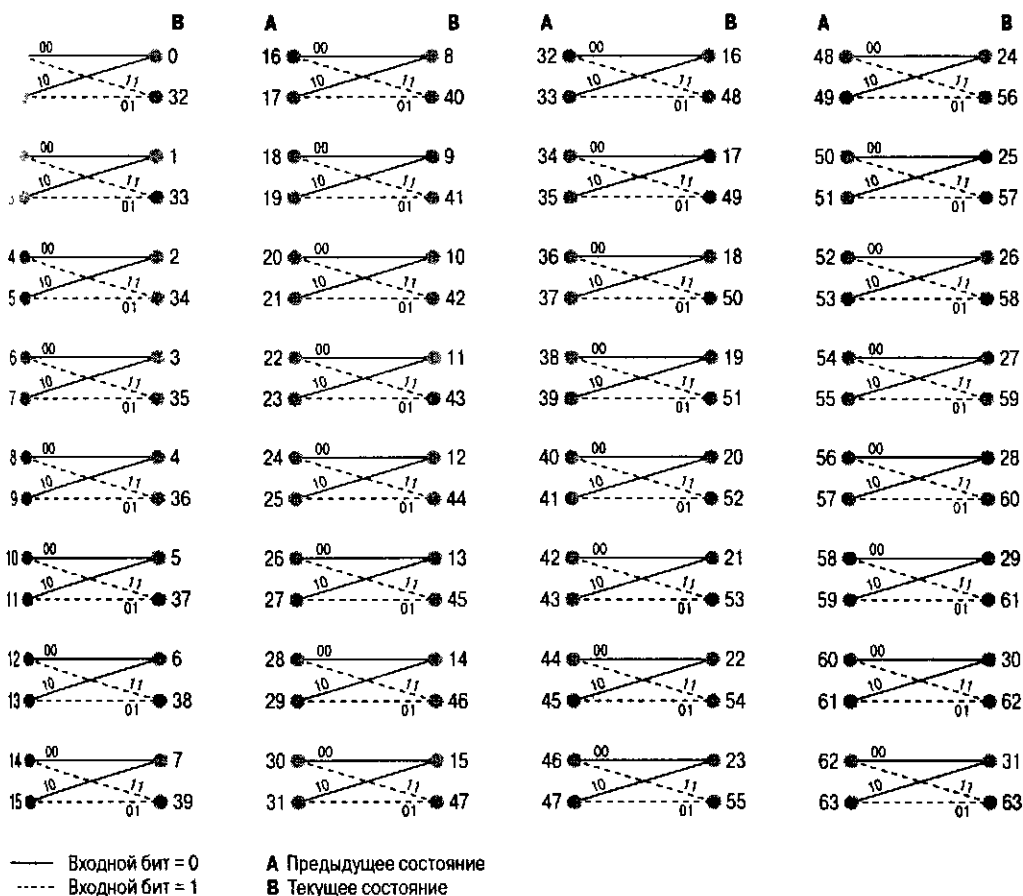 B A B A B A B
00 0 16 00 8 32 00 16 48 00 24
10 11 17 10 11 33 10 11 49 10 11
01 32 01 40 01 48 01 56
00 1 18 00 9 34 00 17 50 00 25
10 11 33 19 10 11 41 35 10 11 49 51 10 11 57
01 01 01 01
4 00 2 20 00 10 36 00 18 52 00 26
5 10 11 34 21 10 11 42 37 10 11 50 53 10 11 58
01 01 01 01
6 00 3 22 00 11 38 00 19 54 00 27
7 10 11 35 23 10 11 43 39 10 11 51 55 10 11 59
01 01 01 01
8 00 4 24 00 12 40 00 20 56 00 28
9 10 11 36 25 10 11 44 41 10 11 52 57 10 11 60
01 01 01 01
10 00 5 26 00 13 42 00 21 58 00 29
11 10 11 37 27 10 11 45 43 10 11 53 59 10 11 61
01 01 01 01
12 00 6 28 00 14 44 00 22 60 00 30
13 10 11 38 29 10 11 46 45 10 11 54 61 10 11 62
01 01 01 01
14 00 7 30 00 15 46 00 23 62 00 31
15 10 11 39 31 10 11 47 47 10 11 55 63 10 11 63
01 01 01 01
Входной бит = 0 A Предыдущее состояние
Входной бит = 1 B Текущее состояние